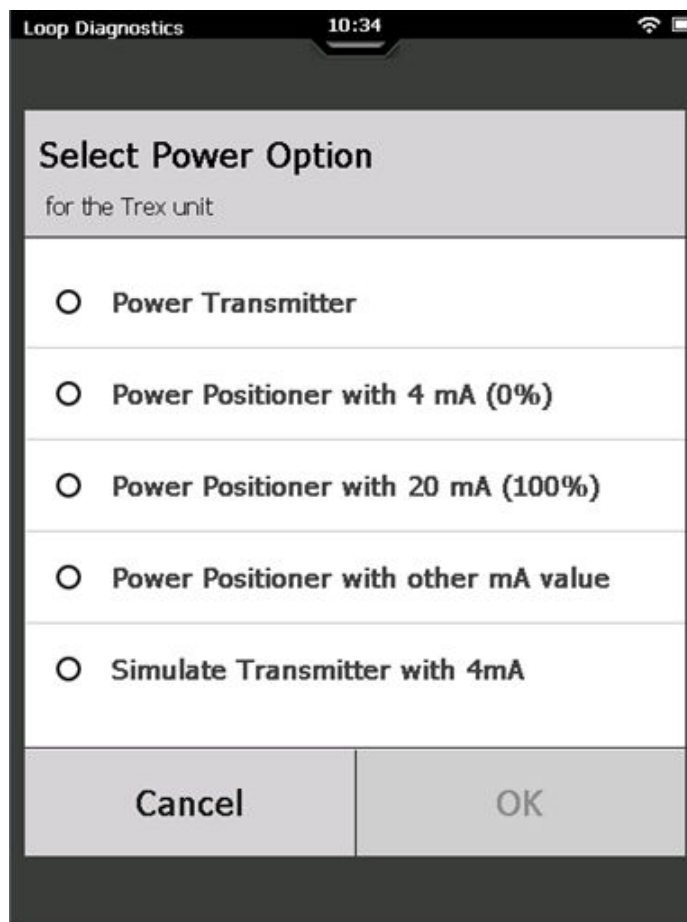 Loop Diagnostics 10:34
Select Power Option
for the Trex unit
Power Transmitter
Power Positioner with 4 mA (0%)
Power Positioner with 20 mA (100%)
Power Positioner with other mA value
Simulate Transmitter with 4mA
Cancel OK